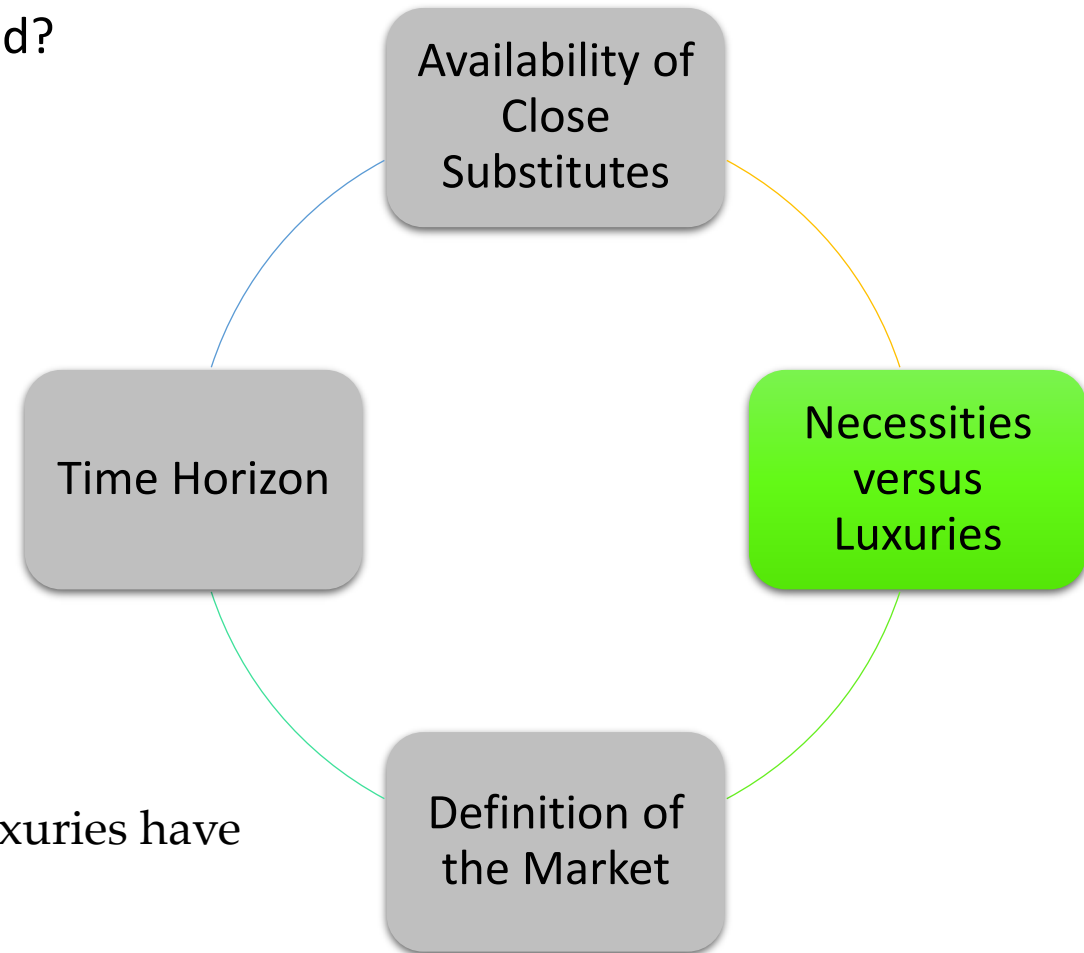 d?
Availability of
Close
Substitutes
Time Horizon
Necessities
versus
Luxuries
xuries have
Definition of
the Market